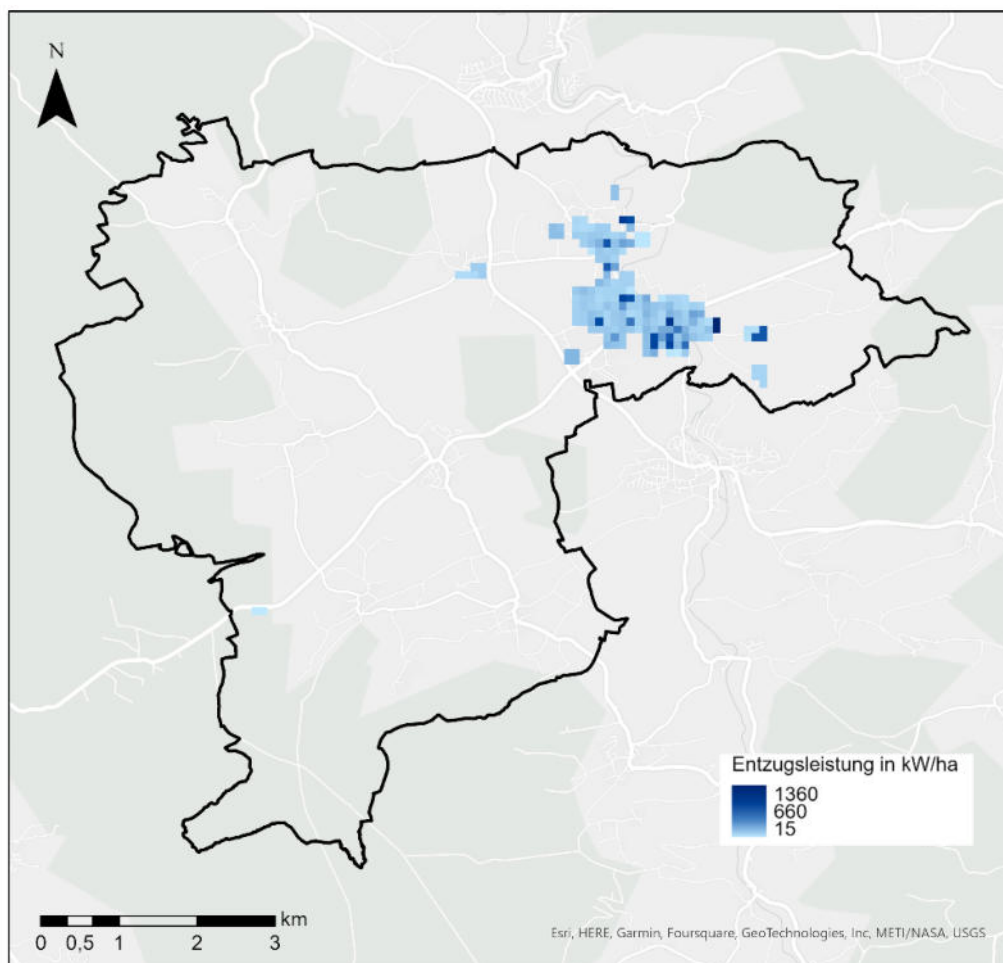 N
Entzugsleistung in kW/ha
1360
660
15
km
0 0,5 1 2 3
Esri, HERE, Garmin, Foursquare, GeoTechnologies, Inc, METI/NASA, USGS